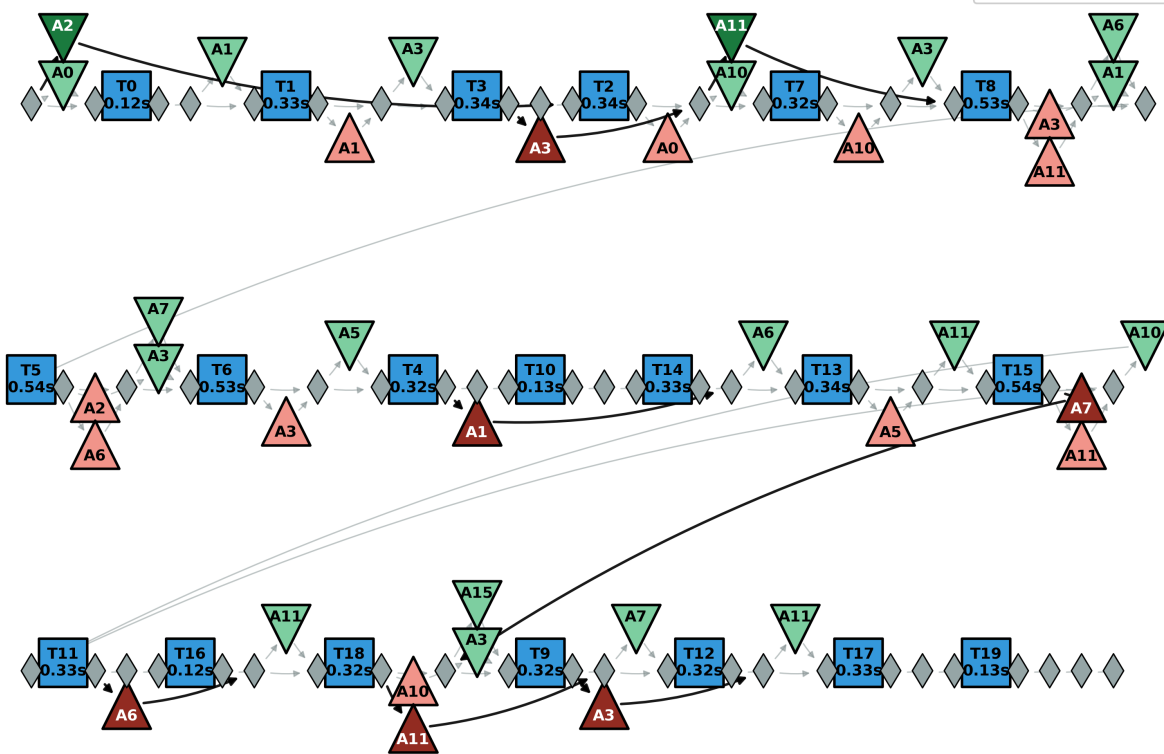 A2
A0
T0
0.12s
A1
T1
0.33s
A1
A3
T3
0.34s
A3
T2
0.34s
A0
A11
A10
T7
0.32s
A10
A3
T8
0.53s
A3
A11
A6
A1
T5
0.54s
A2
A6
A7
A3
T6
0.53s
A3
A5
T4
0.32s
A1
T10
0.13s
T14
0.33s
A6
T13
0.34s
A5
A11
T15
0.54s
A7
A11
A10
T11
0.33s
A6
T16
0.12s
A11
T18
0.32s
A10
A11
A15
A3
T9
0.32s
A3
A7
T12
0.32s
A11
T17
0.33s
T19
0.13s